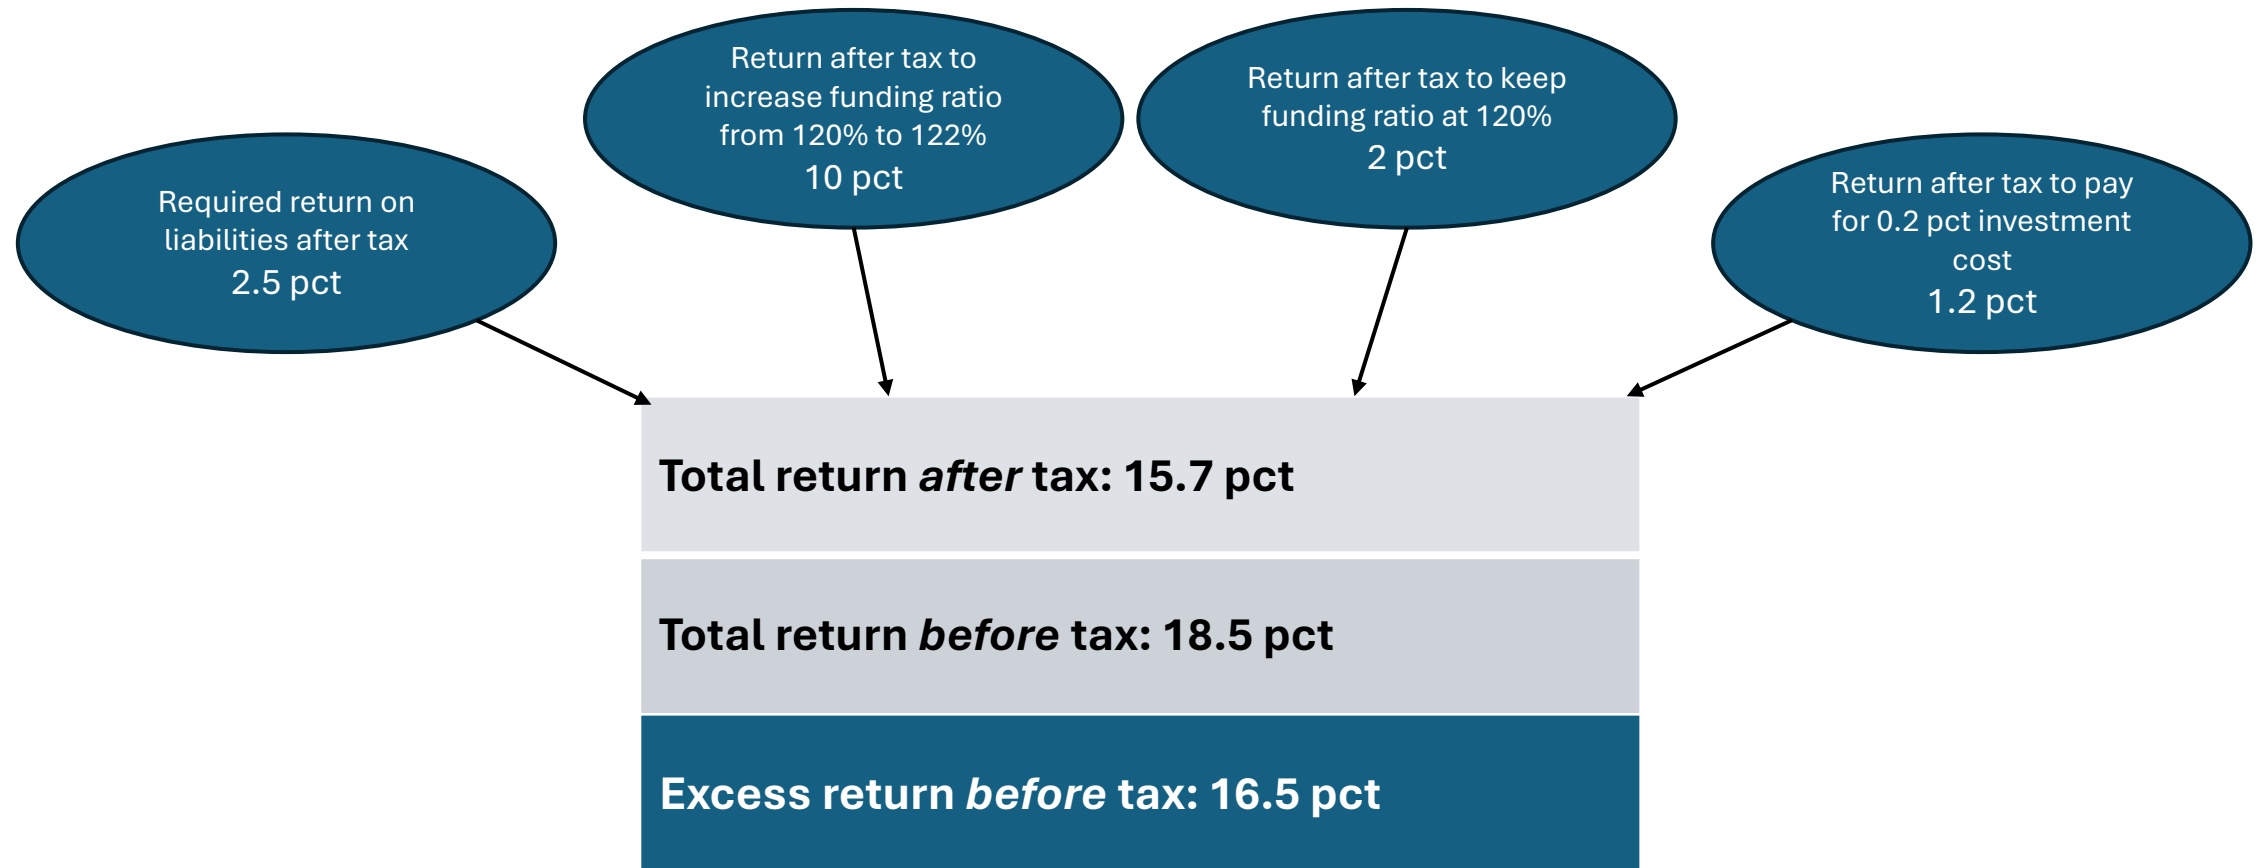 Required return on
liabilities after tax
2.5 pct
Return after tax to
increase funding ratio
from 120% to 122%
10 pct
Return after tax to keep
funding ratio at 120%
2 pct
Return after tax to pay
for 0.2 pct investment
cost
1.2 pct
Total return after tax: 15.7 pct
Total return before tax: 18.5 pct
Excess return before tax: 16.5 pct